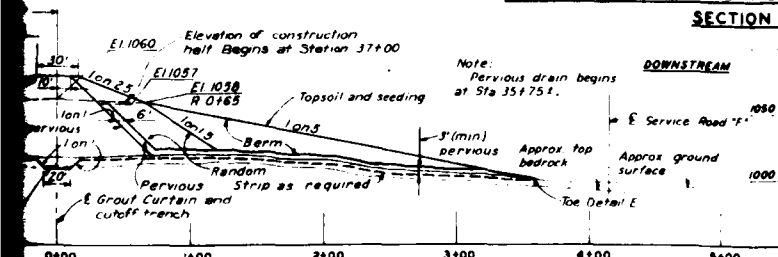 SECTION
El. 1060
Elevation of construction
halt Begins at Station 37+00
30'
10'
1 on 2.5
El.1057
El. 1058
R 0+65
Note:
Pervious drain begins
at Sta 35+75±.
DOWNSTREAM
Topsoil and seeding
1 on 1
6'
1 on 1.5
1 on 5
Berm
3' (min)
pervious
℄ Service Road "F"
1050
1 on
Approx. top
bedrock
Approx ground
surface
20'
Pervious
Random
Strip as required
1000
℄ Grout Curtain and
cutoff trench
Toe Detail E
0+00
1+00
2+00
3+00
4+00
5+00